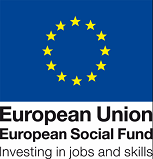 European Union
European Social Fund
Investing in jobs and skills